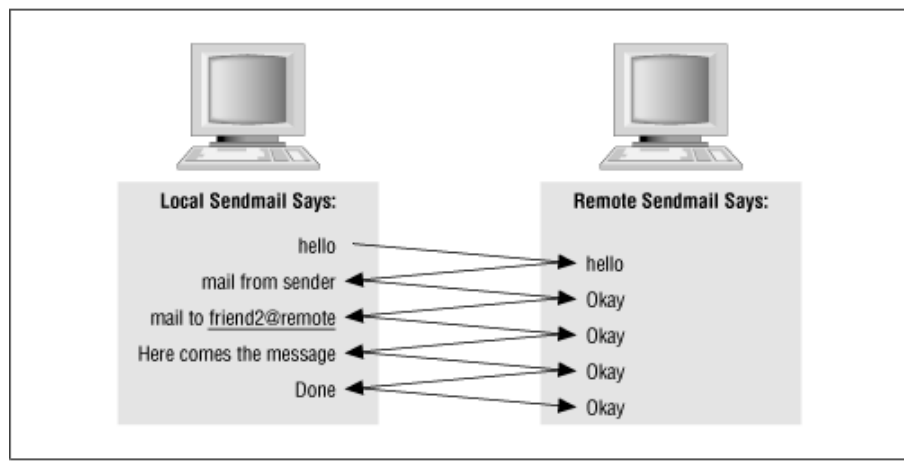 Local Sendmail Says:
hello
mail from sender
mail to friend2@remote
Here comes the message
Done
Remote Sendmail Says:
hello
Okay
Okay
Okay
Okay